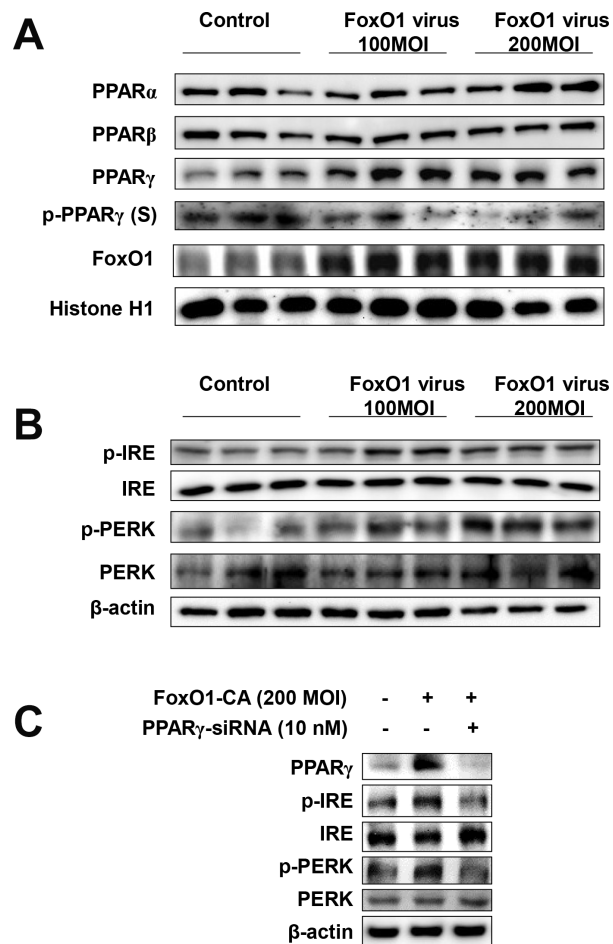 A
Control
FoxO1 virus
100MOI
FoxO1 virus
200MOI
PPARα
PPARβ
PPARγ
p-PPARγ (S)
FoxO1
Histone H1
B
Control
FoxO1 virus
100MOI
FoxO1 virus
200MOI
p-IRE
IRE
p-PERK
PERK
β-actin
C
FoxO1-CA (200 MOI) - + +
PPARγ-siRNA (10 nM) - - +
PPARγ
p-IRE
IRE
p-PERK
PERK
β-actin